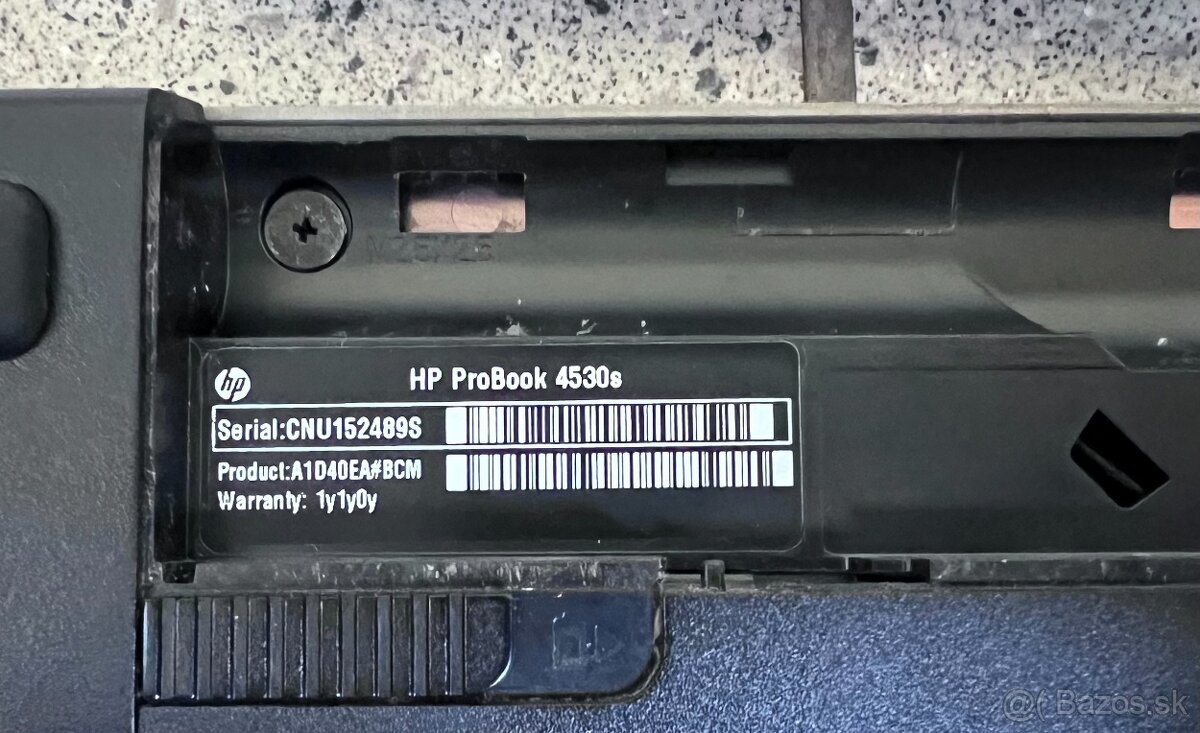 hp
HP ProBook 4530s
Serial:CNU152489S
Product:A1D40EA#BCM
Warranty: 1y1y0y
@( Bazos.sk